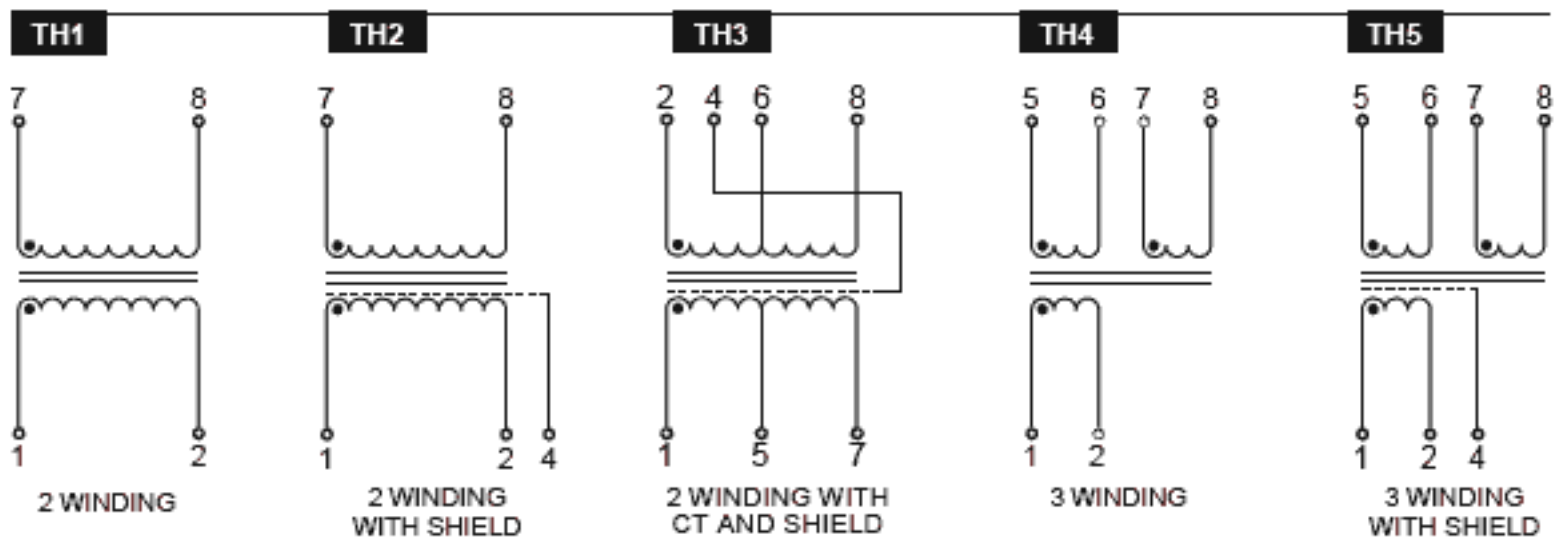 TH1 TH2 TH3 TH4 TH5
7 8 7 8 2 4 6 8 5 6 7 8 5 6 7 8
1 2 1 2 4 1 5 7 1 2 1 2 4
2 WINDING
2 WINDING
WITH SHIELD
2 WINDING WITH
CT AND SHIELD
3 WINDING
3 WINDING
WITH SHIELD